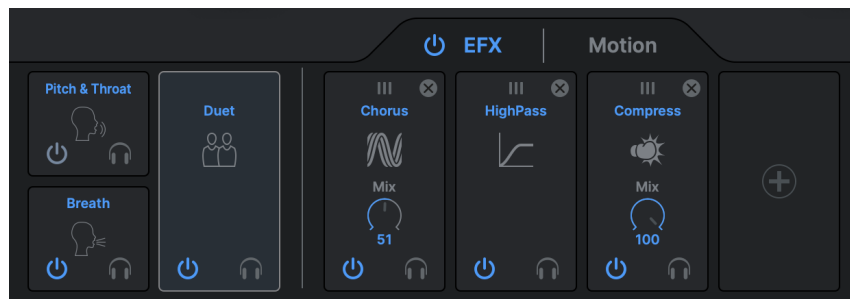 EFX
Motion
Pitch & Throat
Duet
Chorus
HighPass
Compress
Mix
51
Mix
100
Breath